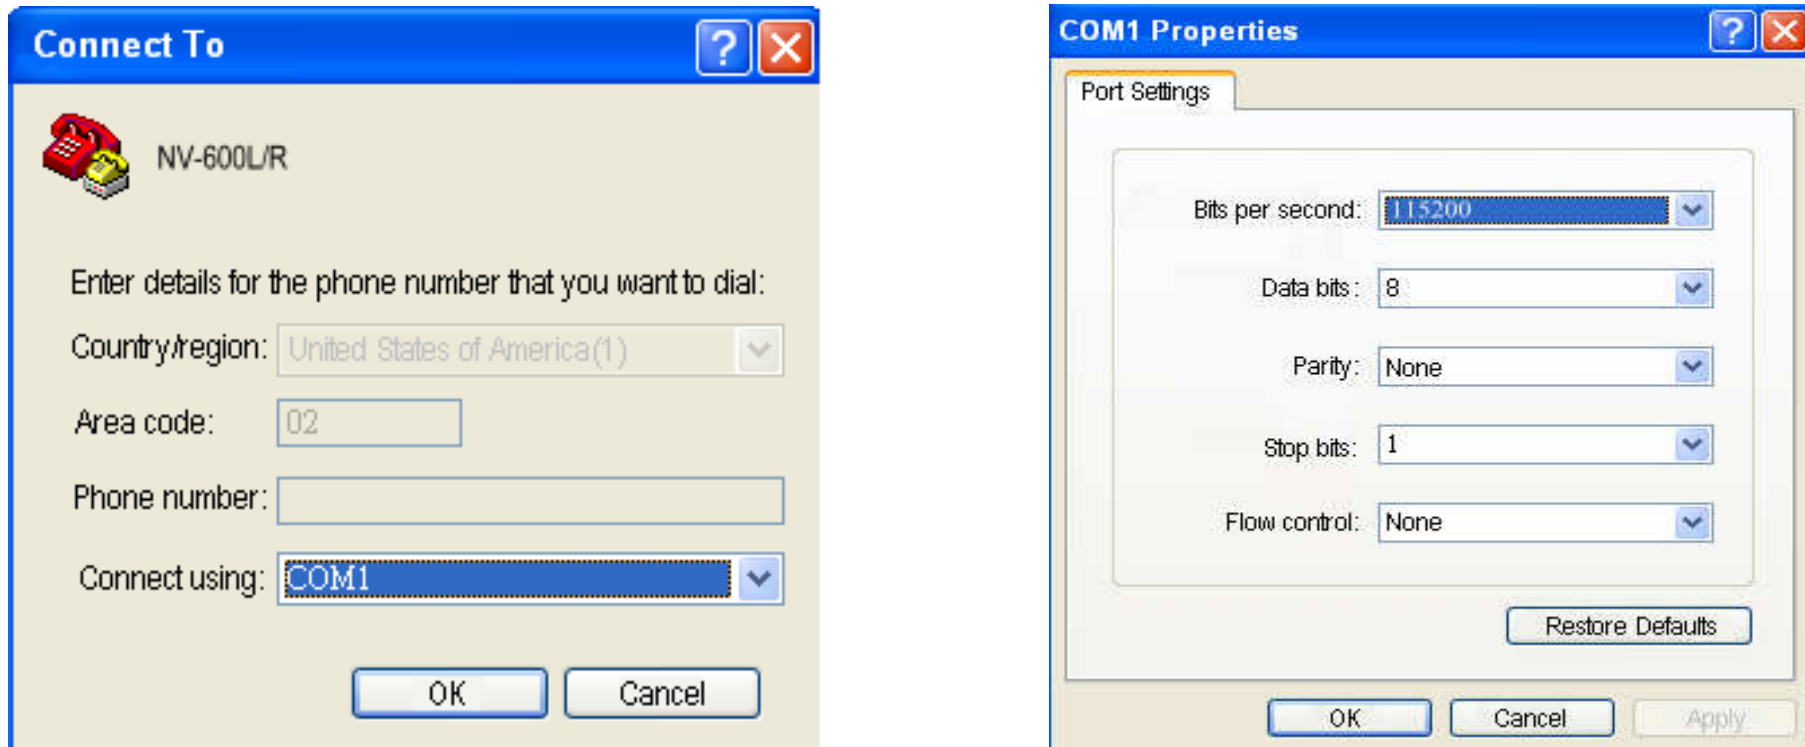 Connect To
NV-600L/R
Enter details for the phone number that you want to dial:
Country/region: United States of America(1)
Area code: 02
Phone number:
Connect using: COM1
OK Cancel
COM1 Properties
Port Settings
Bits per second: 115200
Data bits: 8
Parity: None
Stop bits: 1
Flow control: None
Restore Defaults
OK Cancel Apply